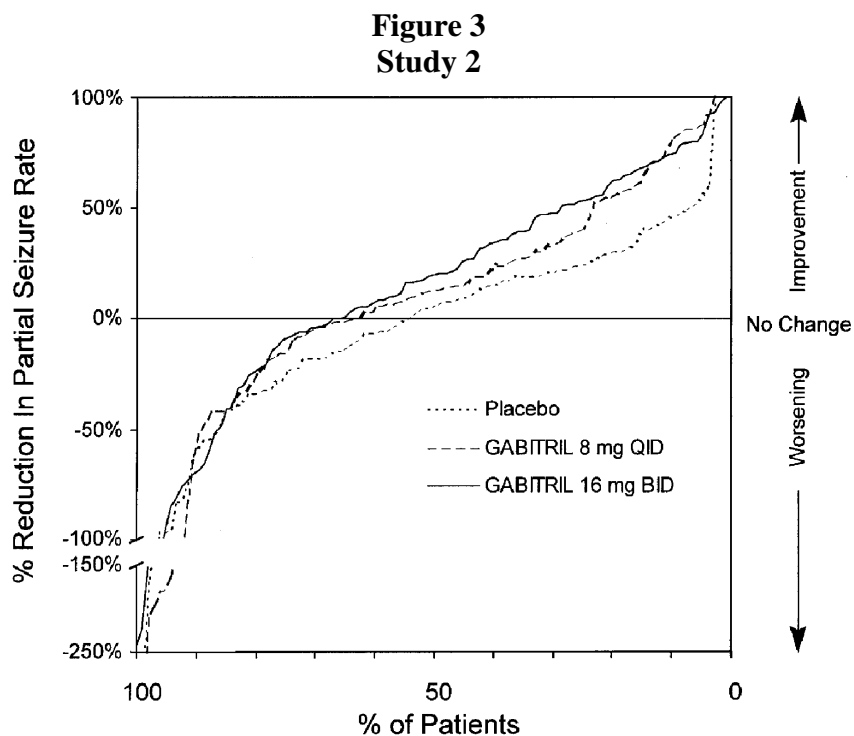 Figure 3
Study 2
100%
50%
0%
-50%
-100%
-150%
-250%
% Reduction In Partial Seizure Rate
Placebo
GABITRIL 8 mg QID
GABITRIL 16 mg BID
100
50
0
% of Patients
Improvement
No Change
Worsening